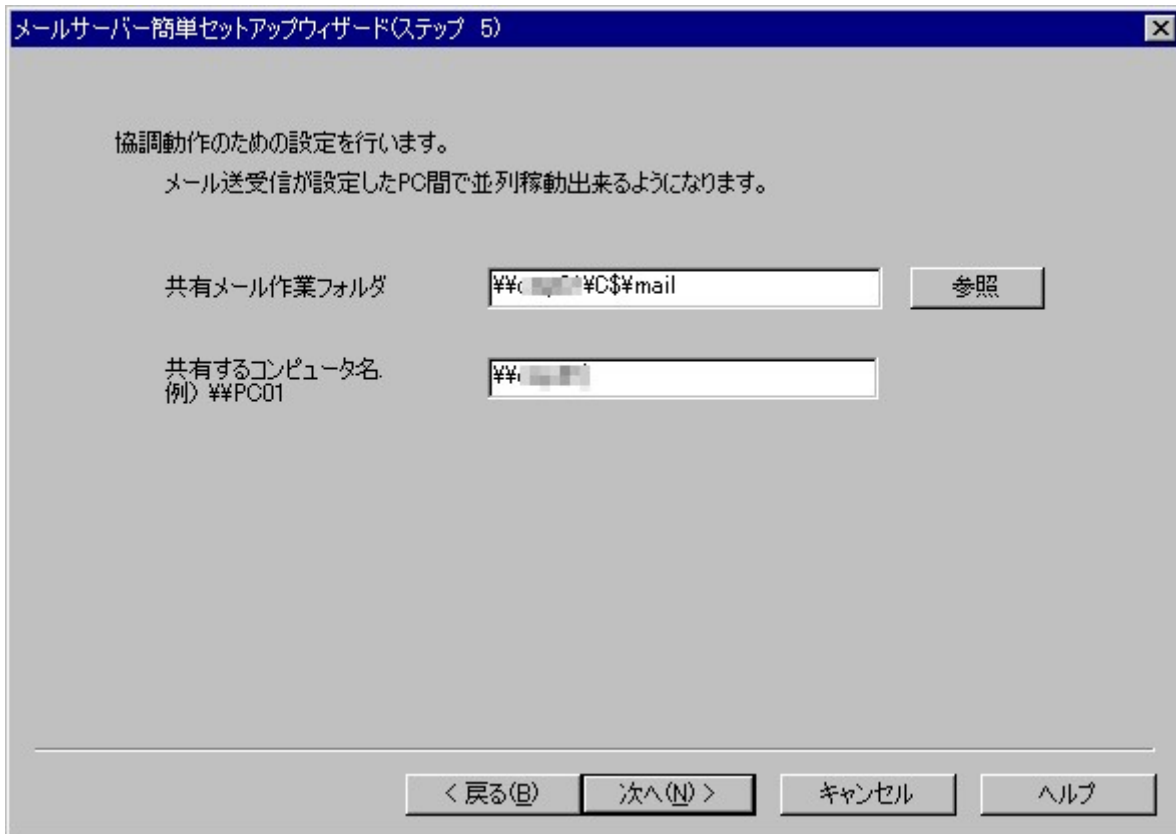 メールサーバー簡単セットアップウィザード(ステップ 5)
協調動作のための設定を行います。
メール送受信が設定したPC間で並列稼動出来るようになります。
共有メール作業フォルダ
¥¥ ¥C$¥mail
参照
共有するコンピュータ名.
例) ¥¥PC01
¥¥
< 戻る(B)
次へ(N) >
キャンセル
ヘルプ